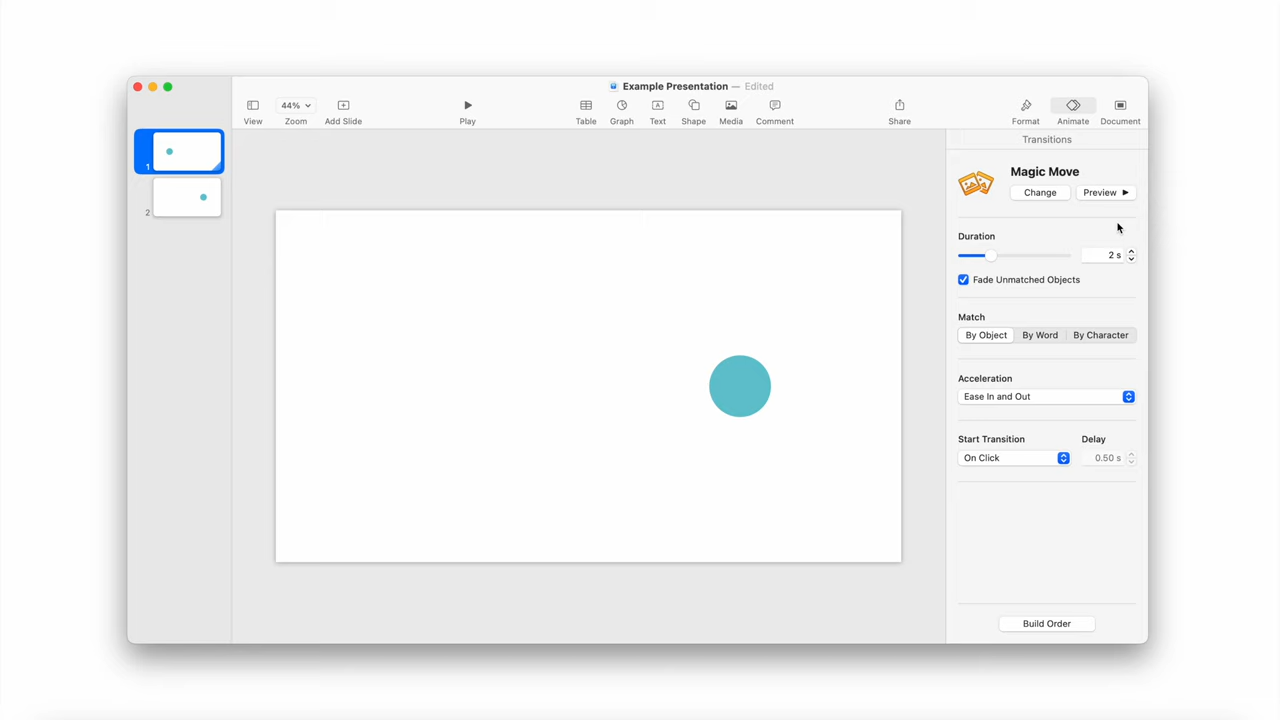 Example Presentation — Edited
View
44%
Zoom
Add Slide
Play
Table
Graph
Text
Shape
Media
Comment
Share
Format
Animate
Document
1
2
Transitions
Magic Move
Change
Preview
Duration
2 s
Fade Unmatched Objects
Match
By Object
By Word
By Character
Acceleration
Ease In and Out
Start Transition
Delay
On Click
0.50 s
Build Order